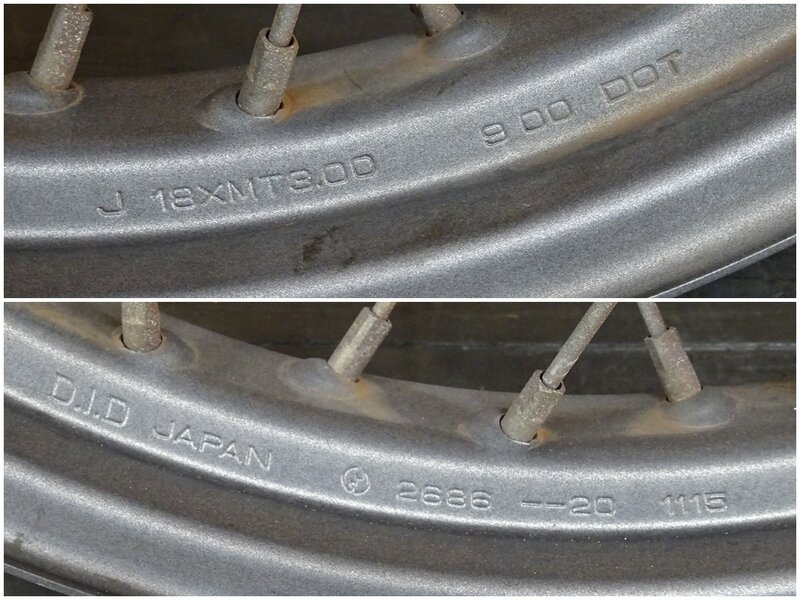 J 18XMT3.00 9 00 DOT
D.I.D JAPAN 2686 --20 1115